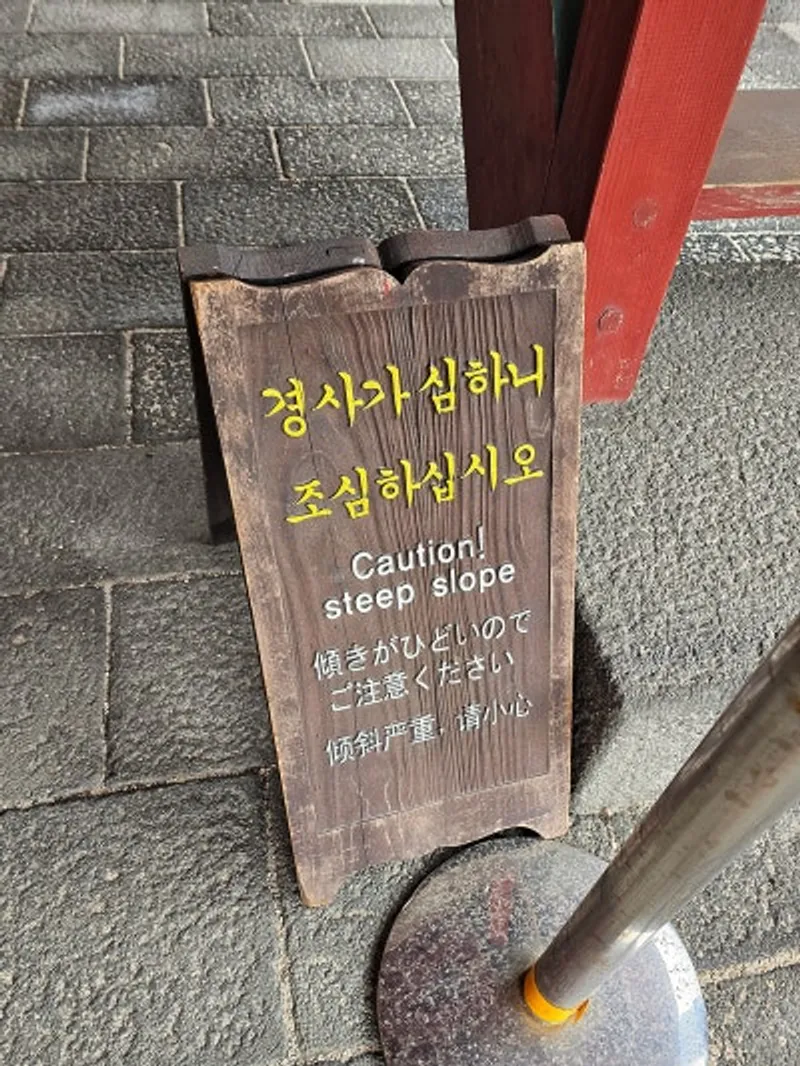 경사가 심하니
조심하십시오
Caution!
steep slope
傾きがひどいので
ご注意ください
倾斜严重，请小心